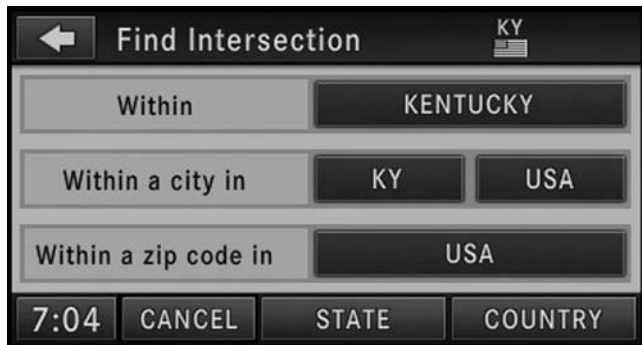 Find Intersection KY
Within KENTUCKY
Within a city in KY USA
Within a zip code in USA
7:04 CANCEL STATE COUNTRY